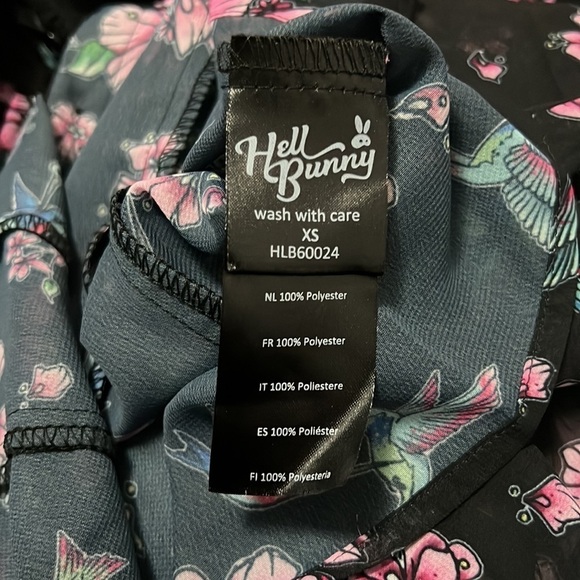 Hell
Bunny
wash with care
XS
HLB60024
NL 100% Polyester
FR 100% Polyester
IT 100% Poliestere
ES 100% Poliéster
FI 100% Polyesteria